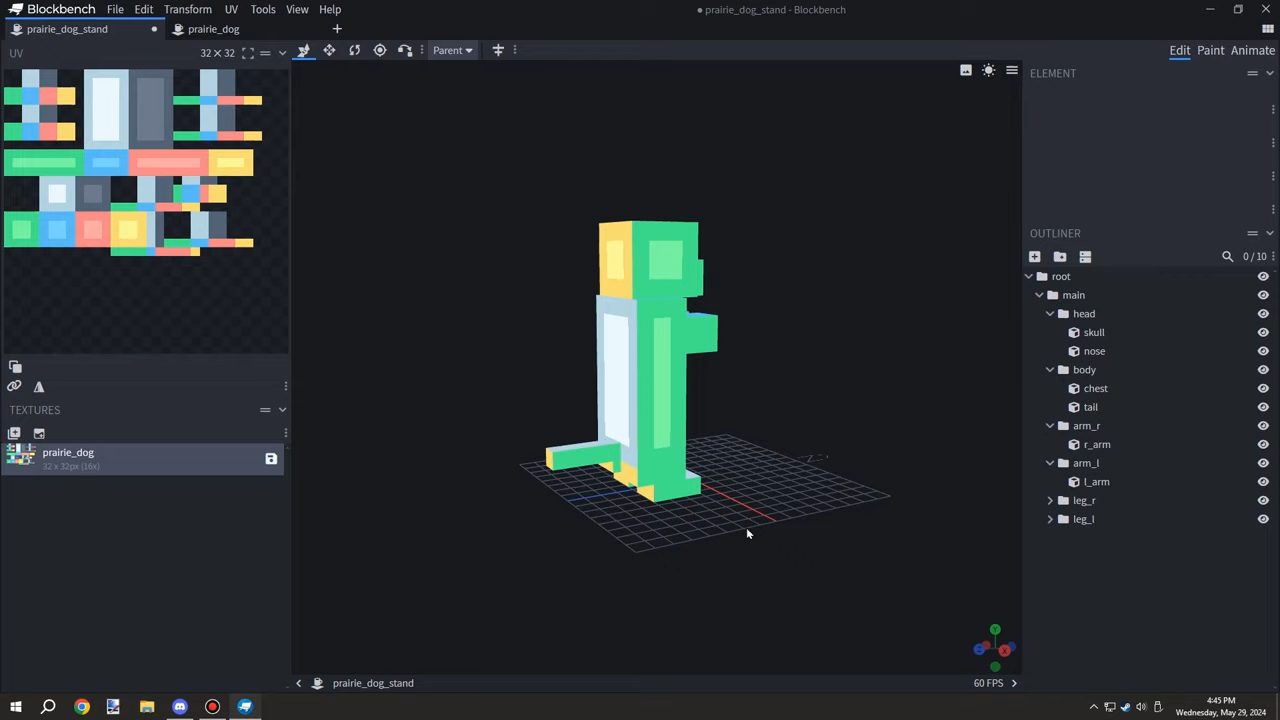 Blockbench File Edit Transform UV Tools View Help
prairie_dog_stand - Blockbench
prairie_dog_stand
prairie_dog
UV 32 × 32
Parent
Edit Paint Animate
ELEMENT
OUTLINER
0 / 10
root
main
head
skull
nose
body
chest
tail
arm_r
r_arm
arm_l
l_arm
leg_r
leg_l
TEXTURES
prairie_dog
32 x 32px (16x)
Y
Z
X
prairie_dog_stand
60 FPS
4:45 PM
Wednesday, May 29, 2024